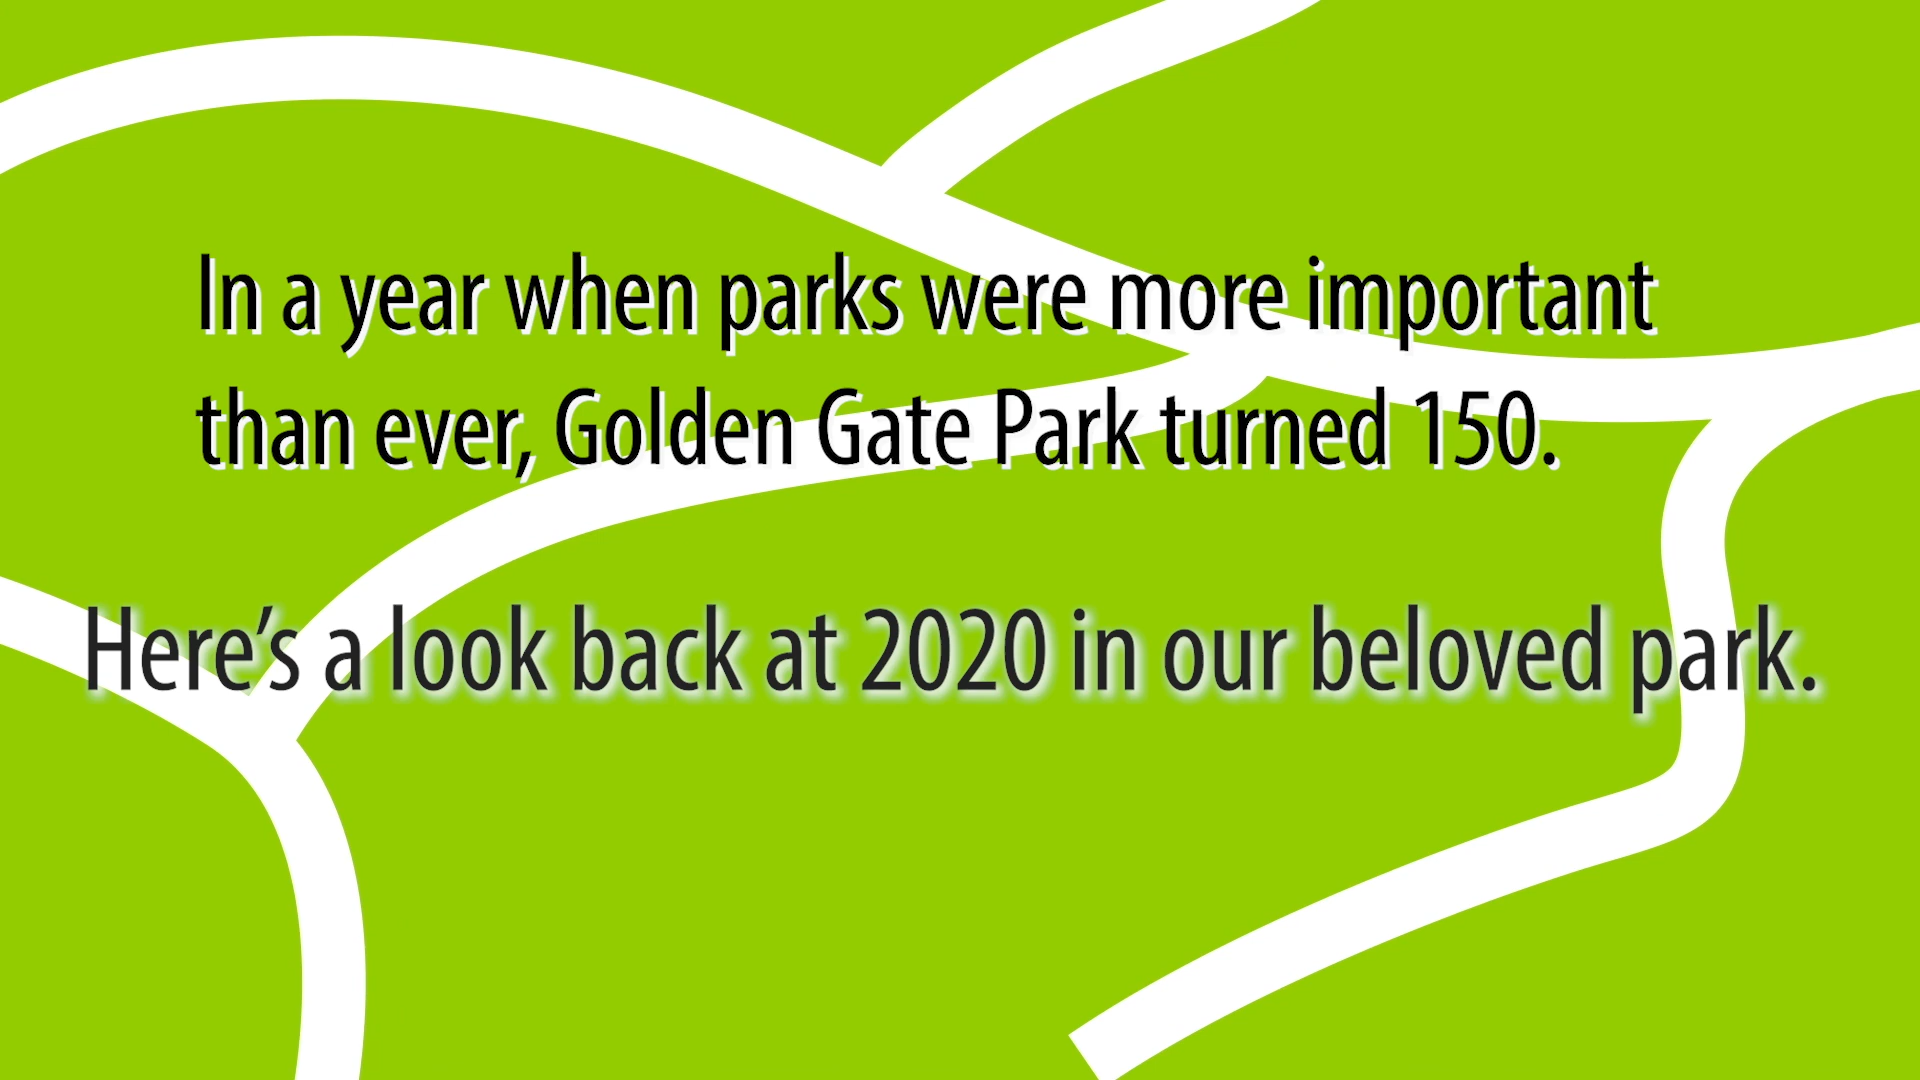 In a year when parks were more important
than ever, Golden Gate Park turned 150.
Here’s a look back at 2020 in our beloved park.